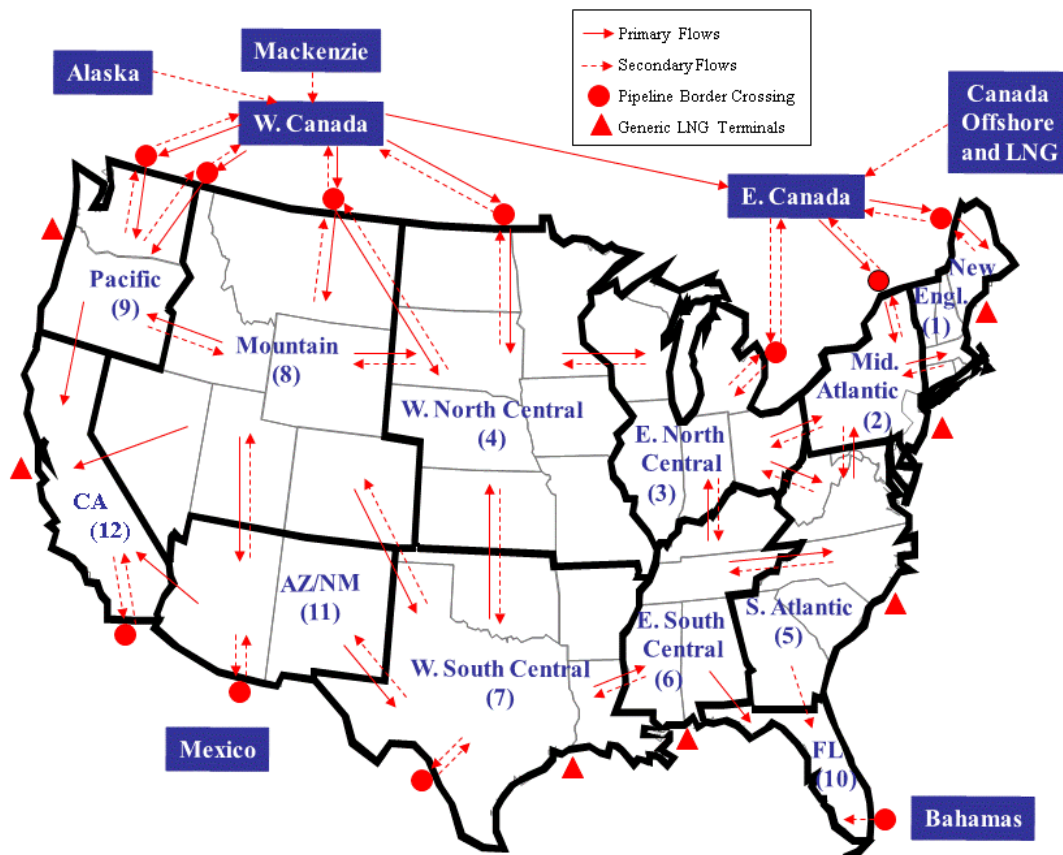 Primary Flows
Secondary Flows
Pipeline Border Crossing
Generic LNG Terminals
Mackenzie
Alaska
W. Canada
Canada
Offshore
and LNG
E. Canada
Pacific
(9)
Mountain
(8)
W. North Central
(4)
E. North
Central
(3)
New
Engl.
(1)
Mid.
Atlantic
(2)
CA
(12)
AZ/NM
(11)
W. South Central
(7)
E. South
Central
(6)
S. Atlantic
(5)
FL
(10)
Mexico
Bahamas